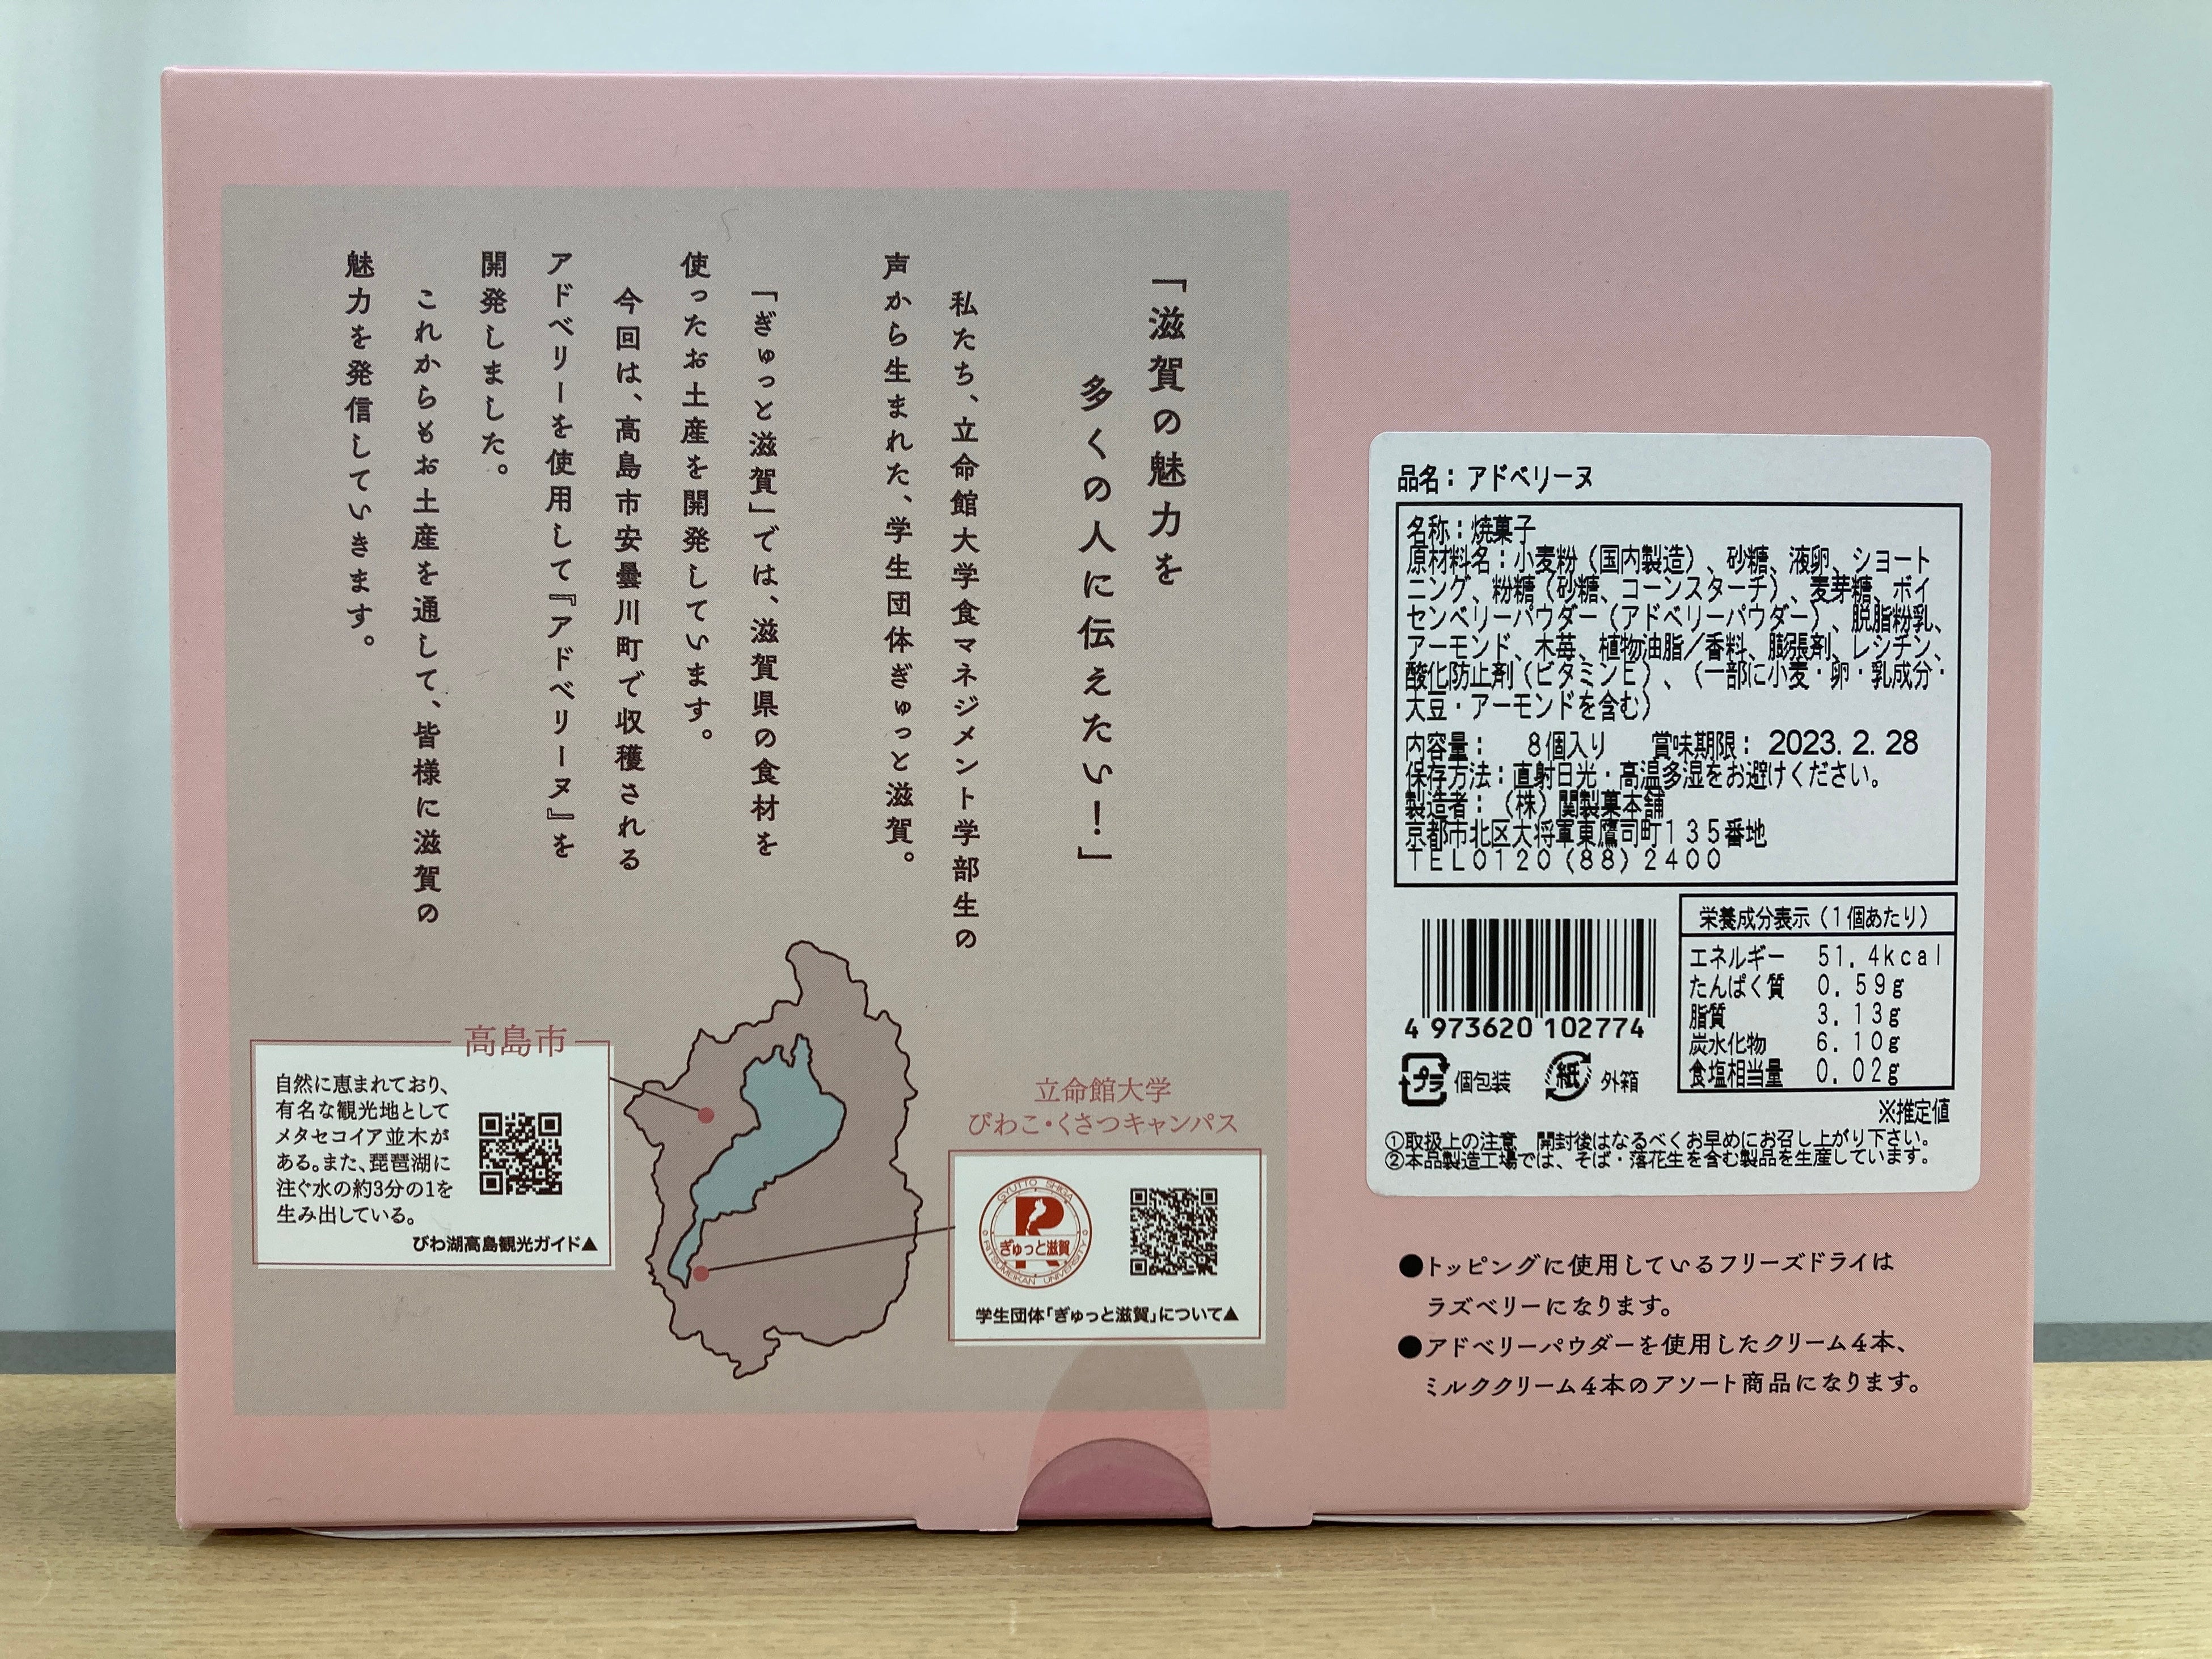 「滋賀の魅力を
多くの人に伝えたい！」
私たち、立命館大学食マネジメント学部生の
声から生まれた、学生団体ぎゅっと滋賀。
「ぎゅっと滋賀」では、滋賀県の食材を
使ったお土産を開発しています。
今回は、高島市安曇川町で収穫される
アドベリーを使用して『アドベリーヌ』を
開発しました。
これからもお土産を通して、皆様に滋賀の
魅力を発信していきます。
高島市
自然に恵まれており、
有名な観光地として
メタセコイア並木が
ある。また、琵琶湖に
注ぐ水の約3分の1を
生み出している。
びわ湖高島観光ガイド▲
立命館大学
びわこ・くさつキャンパス
GYUTTO SHIGA
R
ぎゅっと滋賀
RITSUMEIKAN UNIVERSITY
学生団体「ぎゅっと滋賀」について▲
品名：アドベリーヌ
名称：焼菓子
原材料名：小麦粉（国内製造）、砂糖、液卵、ショート
ニング、粉糖（砂糖、コーンスターチ）、麦芽糖、ボイ
センベリーパウダー（アドベリーパウダー）、脱脂粉乳、
アーモンド、木苺、植物油脂／香料、膨張剤、レシチン、
酸化防止剤（ビタミンE）、（一部に小麦・卵・乳成分・
大豆・アーモンドを含む）
内容量： 8個入り 賞味期限：2023.2.28
保存方法：直射日光・高温多湿をお避けください。
製造者：（株）関製菓本舗
京都市北区大将軍東鷹司町135番地
TEL0120(88)2400
4 973620 102774
プラ 個包装 紙 外箱
栄養成分表示（1個あたり）
エネルギー 51.4kcal
たんぱく質 0.59g
脂質 3.13g
炭水化物 6.10g
食塩相当量 0.02g
※推定値
①取扱上の注意 開封後はなるべくお早めにお召し上がり下さい。
②本品製造工場では、そば・落花生を含む製品を生産しています。
●トッピングに使用しているフリーズドライは
ラズベリーになります。
●アドベリーパウダーを使用したクリーム4本、
ミルククリーム4本のアソート商品になります。